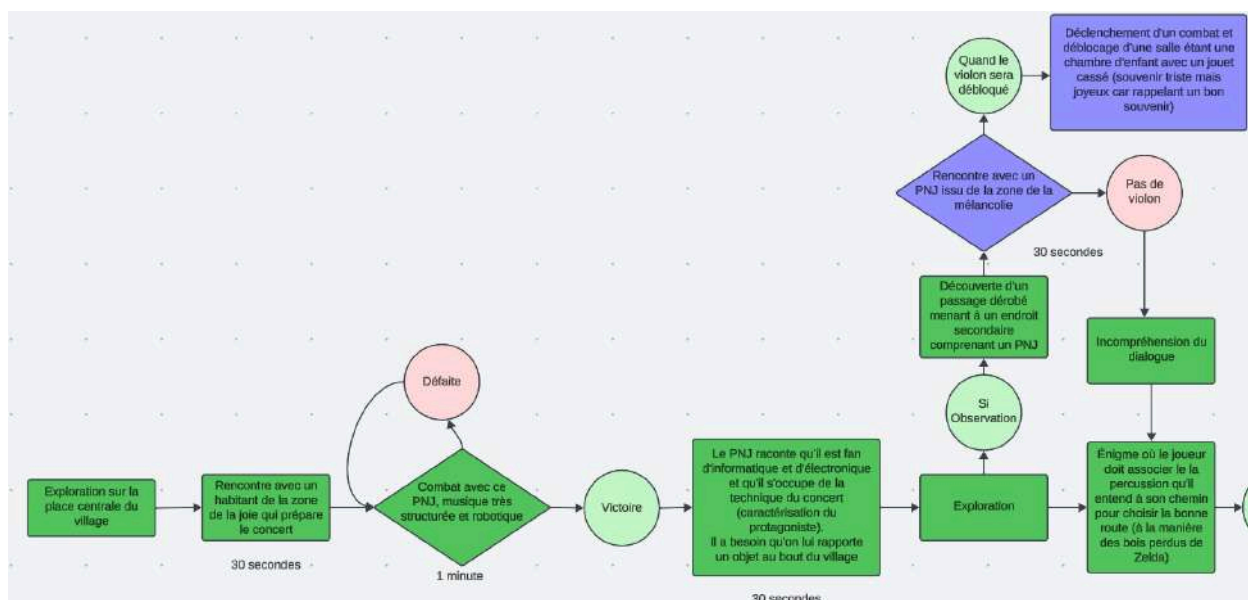 Exploration sur la
place centrale du
village
Rencontre avec un
habitant de la zone
de la joie qui prépare
le concert
30 secondes
Défaite
Combat avec ce
PNJ, musique très
structurée et robotique
1 minute
Victoire
Le PNJ raconte qu'il est fan
d'informatique et d'électronique
et qu'il s'occupe de la
technique du concert
(caractérisation du
protagoniste).
Il a besoin qu'on lui rapporte
un objet au bout du village
30 secondes
Exploration
Si
Observation
Découverte d'un
passage dérobé
menant à un endroit
secondaire
comprenant un PNJ
Rencontre avec un
PNJ issu de la zone de la
mélancolie
30 secondes
Quand le
violon sera
débloqué
Déclenchement d'un combat et
déblocage d'une salle étant une
chambre d'enfant avec un jouet
cassé (souvenir triste mais
joyeux car rappelant un bon
souvenir)
Pas de
violon
Incompréhension du
dialogue
Énigme où le joueur
doit associer le la
percussion qu'il
entend à son chemin
pour choisir la bonne
route (à la manière
des bois perdus de
Zelda)